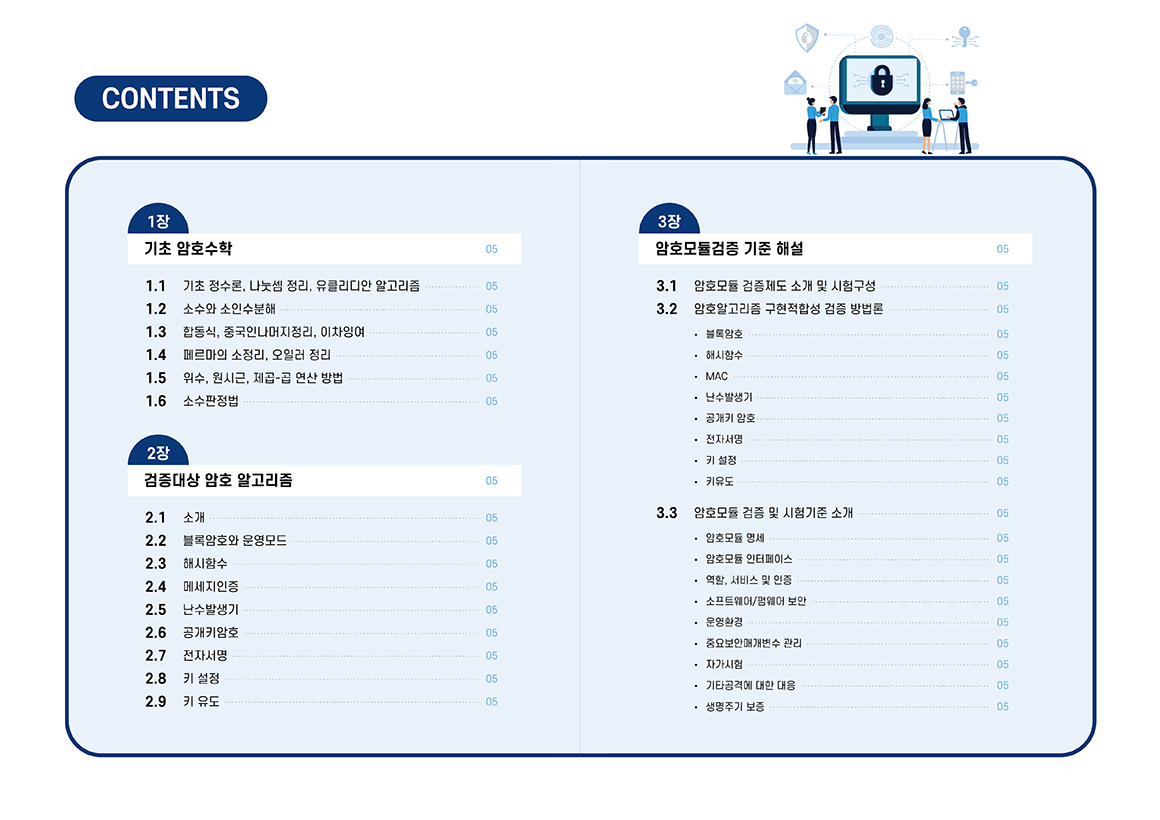 CONTENTS
1장
기초 암호수학 05
1.1 기초 정수론, 나눗셈 정리, 유클리디안 알고리즘 05
1.2 소수와 소인수분해 05
1.3 합동식, 중국인나머지정리, 이차잉여 05
1.4 페르마의 소정리, 오일러 정리 05
1.5 위수, 원시근, 제곱-곱 연산 방법 05
1.6 소수판정법 05
2장
검증대상 암호 알고리즘 05
2.1 소개 05
2.2 블록암호와 운영모드 05
2.3 해시함수 05
2.4 메세지인증 05
2.5 난수발생기 05
2.6 공개키암호 05
2.7 전자서명 05
2.8 키 설정 05
2.9 키 유도 05
3장
암호모듈검증 기준 해설 05
3.1 암호모듈 검증제도 소개 및 시험구성 05
3.2 암호알고리즘 구현적합성 검증 방법론 05
• 블록암호 05
• 해시함수 05
• MAC 05
• 난수발생기 05
• 공개키 암호 05
• 전자서명 05
• 키 설정 05
• 키유도 05
3.3 암호모듈 검증 및 시험기준 소개 05
• 암호모듈 명세 05
• 암호모듈 인터페이스 05
• 역할, 서비스 및 인증 05
• 소프트웨어/펌웨어 보안 05
• 운영환경 05
• 중요보안매개변수 관리 05
• 자가시험 05
• 기타공격에 대한 대응 05
• 생명주기 보증 05